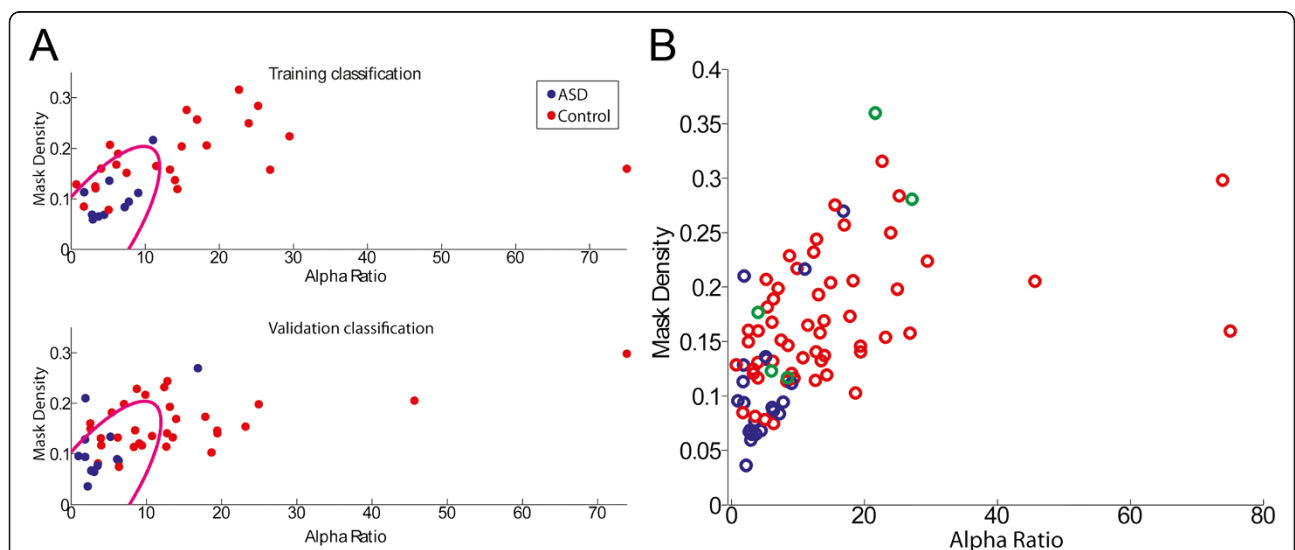 A
Training classification
Mask Density
0.3
0.2
0.1
0
0 10 20 30 40 50 60 70
Alpha Ratio
ASD
Control
Validation classification
Mask Density
0.3
0.2
0.1
0
0 10 20 30 40 50 60 70
Alpha Ratio
B
Mask Density
0.4
0.35
0.3
0.25
0.2
0.15
0.1
0.05
0
0 20 40 60 80
Alpha Ratio